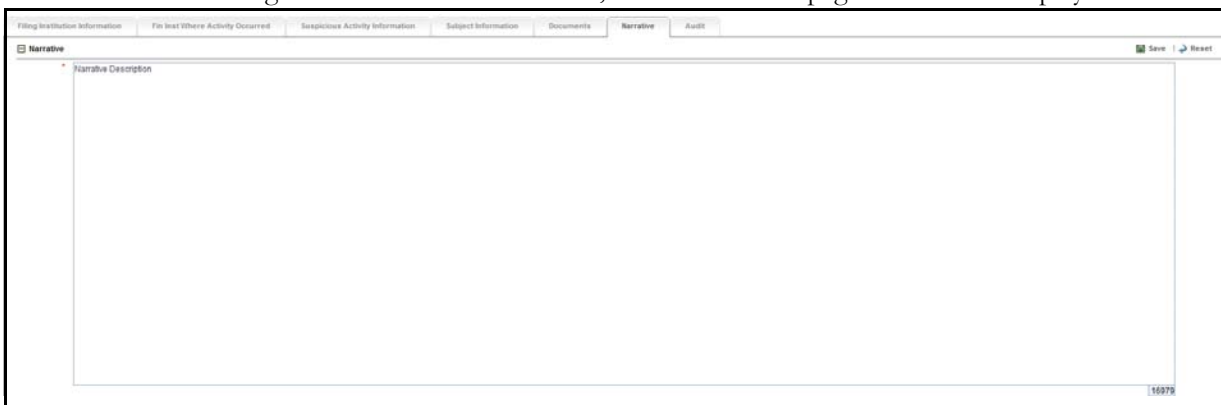 Filing Institution Information Fin Inst Where Activity Occurred Suspicious Activity Information Subject Information Documents Narrative Audit
Narrative Save | Reset
* Narrative Description
16979